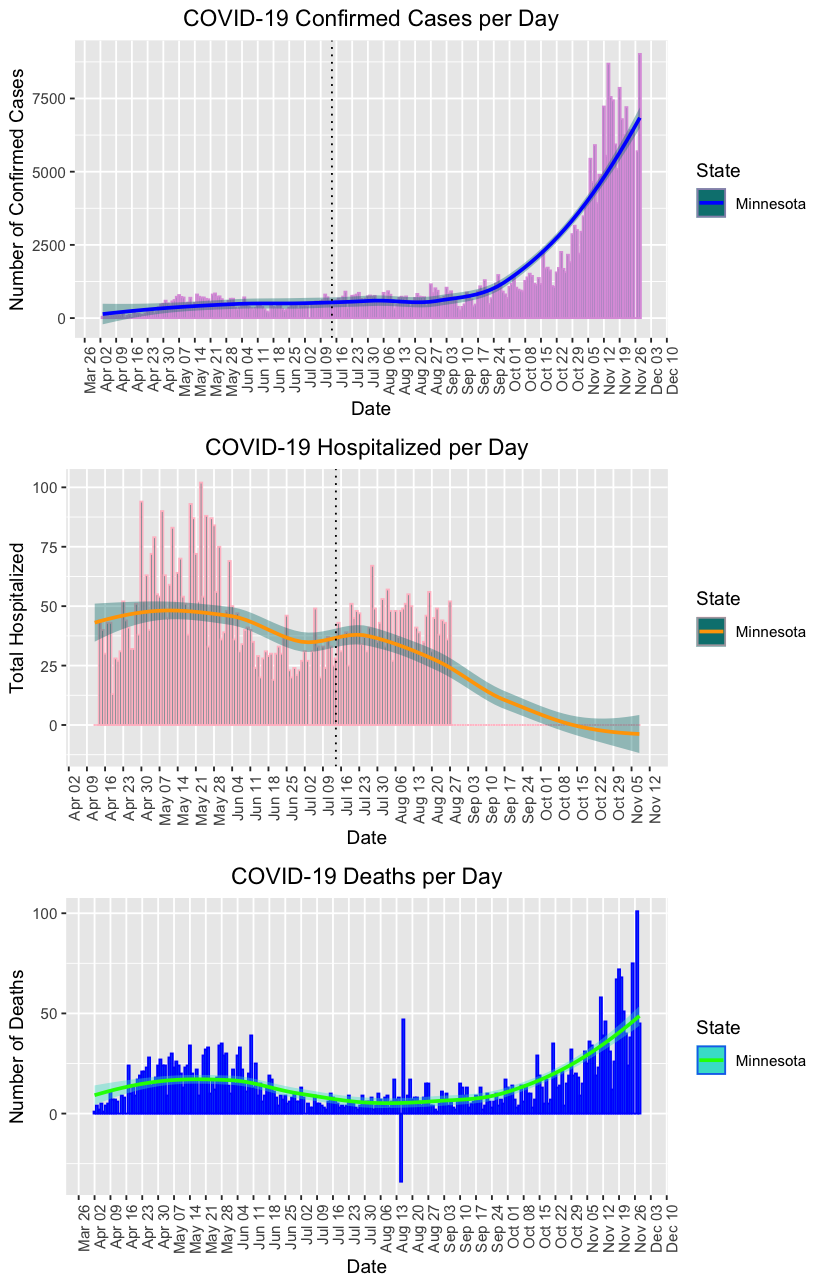 COVID-19 Confirmed Cases per Day
Number of Confirmed Cases
7500
5000
2500
0
Mar 26
Apr 02
Apr 09
Apr 16
Apr 23
Apr 30
May 07
May 14
May 21
May 28
Jun 04
Jun 11
Jun 18
Jun 25
Jul 02
Jul 09
Jul 16
Jul 23
Jul 30
Aug 06
Aug 13
Aug 20
Aug 27
Sep 03
Sep 10
Sep 17
Sep 24
Oct 01
Oct 08
Oct 15
Oct 22
Oct 29
Nov 05
Nov 12
Nov 19
Nov 26
Dec 03
Dec 10
Date
State
Minnesota
COVID-19 Hospitalized per Day
Total Hospitalized
100
75
50
25
0
Apr 02
Apr 09
Apr 16
Apr 23
Apr 30
May 07
May 14
May 21
May 28
Jun 04
Jun 11
Jun 18
Jun 25
Jul 02
Jul 09
Jul 16
Jul 23
Jul 30
Aug 06
Aug 13
Aug 20
Aug 27
Sep 03
Sep 10
Sep 17
Sep 24
Oct 01
Oct 08
Oct 15
Oct 22
Oct 29
Nov 05
Nov 12
Date
State
Minnesota
COVID-19 Deaths per Day
Number of Deaths
100
50
0
Mar 26
Apr 02
Apr 09
Apr 16
Apr 23
Apr 30
May 07
May 14
May 21
May 28
Jun 04
Jun 11
Jun 18
Jun 25
Jul 02
Jul 09
Jul 16
Jul 23
Jul 30
Aug 06
Aug 13
Aug 20
Aug 27
Sep 03
Sep 10
Sep 17
Sep 24
Oct 01
Oct 08
Oct 15
Oct 22
Oct 29
Nov 05
Nov 12
Nov 19
Nov 26
Dec 03
Dec 10
Date
State
Minnesota